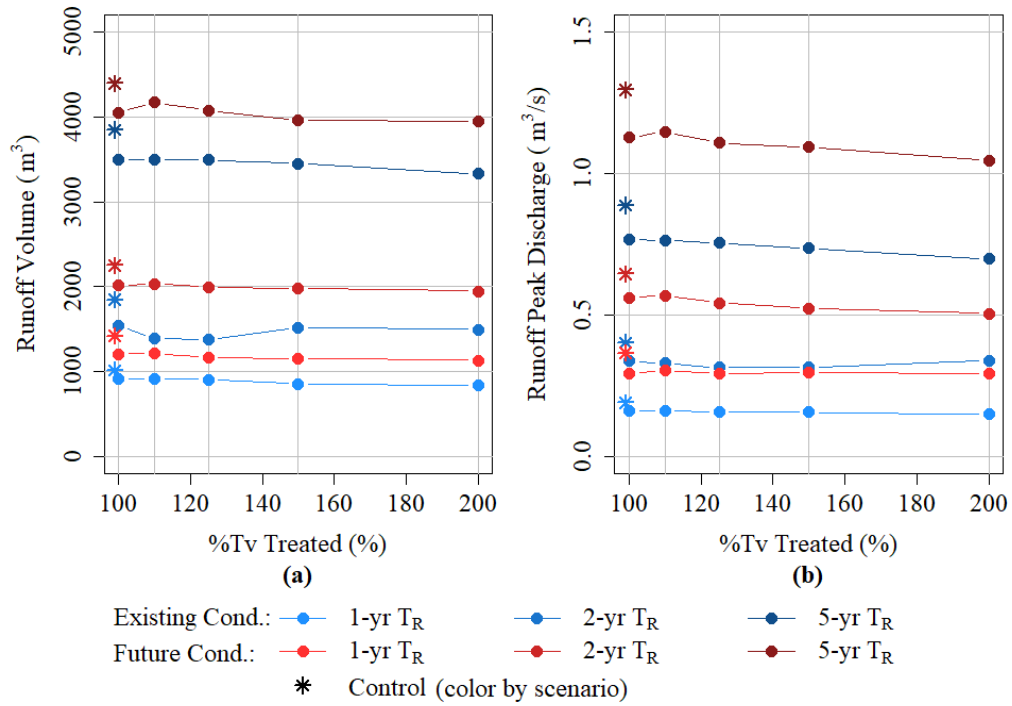 5000
4000
3000
2000
1000
0
Runoff Volume ( m³)
100 120 140 160 180 200
%Tv Treated (%)
(a)
1.5
1.0
0.5
0.0
Runoff Peak Discharge ( m³/s)
100 120 140 160 180 200
%Tv Treated (%)
(b)
Existing Cond.: 1-yr TR 2-yr TR 5-yr TR
Future Cond.: 1-yr TR 2-yr TR 5-yr TR
Control (color by scenario)